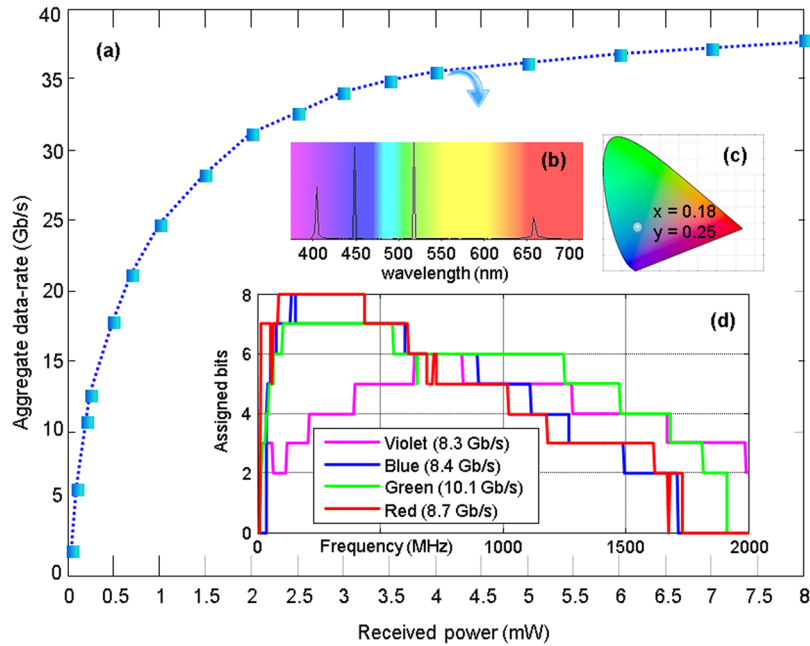 (a)
Aggregate data-rate (Gb/s)
40
35
30
25
20
15
10
5
0
0 0.5 1 1.5 2 2.5 3 3.5 4 4.5 5 5.5 6 6.5 7 7.5 8
Received power (mW)
(b)
400 450 500 550 600 650 700
wavelength (nm)
(c)
x = 0.18
y = 0.25
(d)
Assigned bits
8
6
4
2
0
Violet (8.3 Gb/s)
Blue (8.4 Gb/s)
Green (10.1 Gb/s)
Red (8.7 Gb/s)
0 Frequency (MHz) 1000 1500 2000